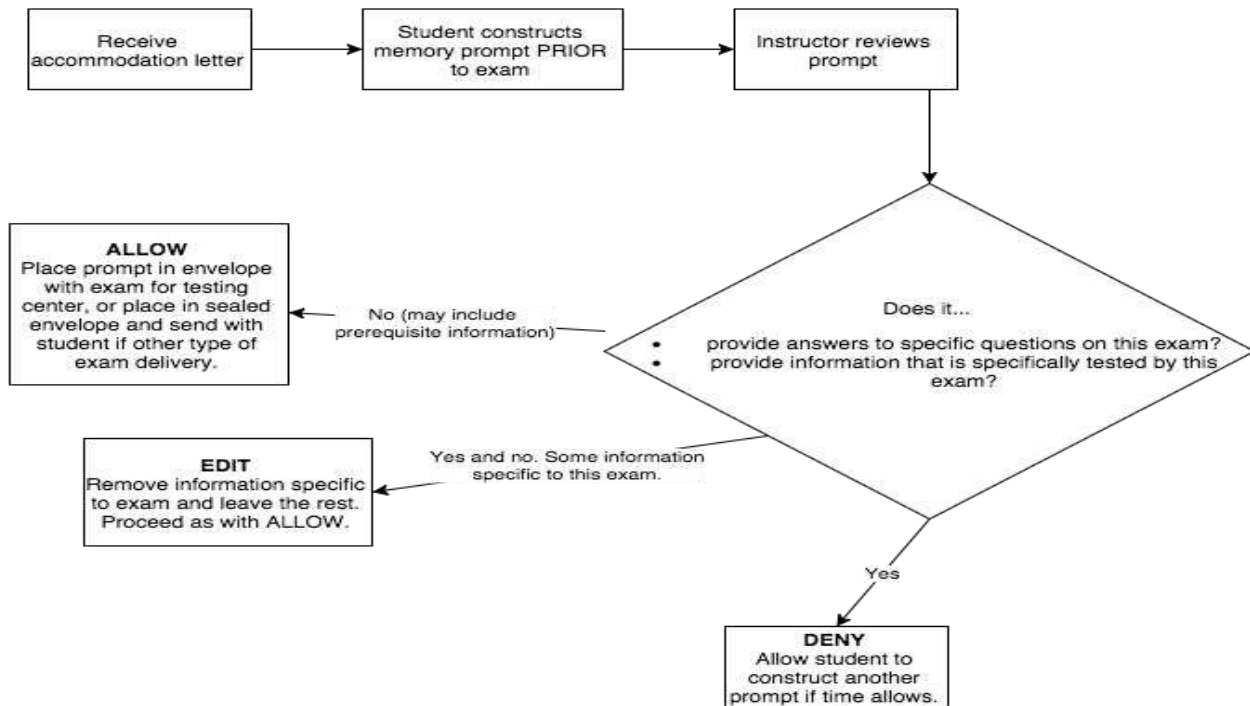 Receive
accommodation letter
Student constructs
memory prompt PRIOR
to exam
Instructor reviews
prompt
Does it...
• provide answers to specific questions on this exam?
• provide information that is specifically tested by this
exam?
No (may include
prerequisite information)
ALLOW
Place prompt in envelope
with exam for testing
center, or place in sealed
envelope and send with
student if other type of
exam delivery.
Yes and no. Some information
specific to this exam.
EDIT
Remove information specific
to exam and leave the rest.
Proceed as with ALLOW.
Yes
DENY
Allow student to
construct another
prompt if time allows.